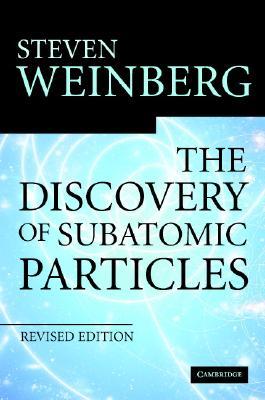 STEVEN
WEINBERG
THE
DISCOVERY
OF SUBATOMIC
PARTICLES
REVISED EDITION
CAMBRIDGE